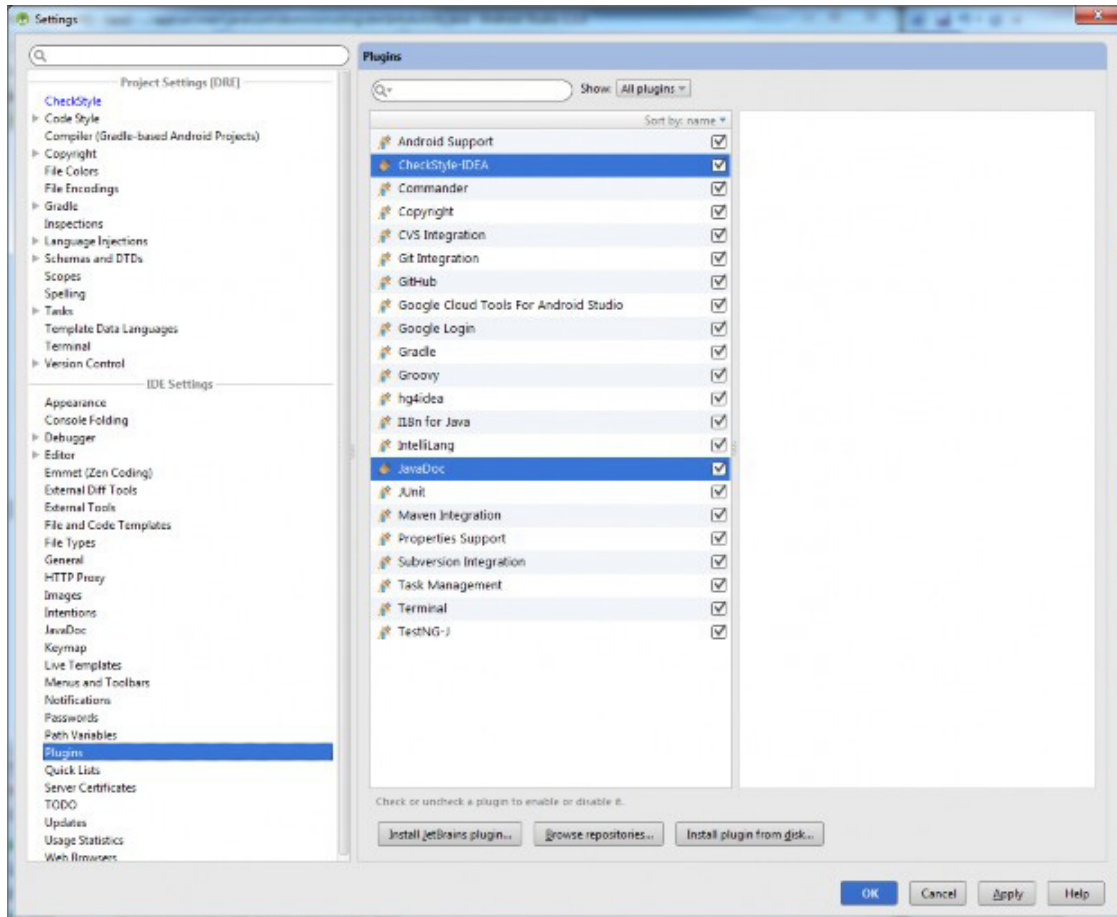 Settings
Project Settings [DRE]
CheckStyle
Code Style
Compiler (Gradle-based Android Projects)
Copyright
File Colors
File Encodings
Gradle
Inspections
Language Injections
Schemas and DTDs
Scopes
Spelling
Tasks
Template Data Languages
Terminal
Version Control
IDE Settings
Appearance
Console Folding
Debugger
Editor
Emmet (Zen Coding)
External Diff Tools
External Tools
File and Code Templates
File Types
General
HTTP Proxy
Images
Intentions
JavaDoc
Keymap
Live Templates
Menus and Toolbars
Notifications
Passwords
Path Variables
Plugins
Quick Lists
Server Certificates
TODO
Updates
Usage Statistics
Web Browsers
Plugins
Show: All plugins
Sort by: name
Android Support
CheckStyle-IDEA
Commander
Copyright
CVS Integration
Git Integration
GitHub
Google Cloud Tools For Android Studio
Google Login
Gradle
Groovy
hg4idea
I18n for Java
IntelliLang
JavaDoc
JUnit
Maven Integration
Properties Support
Subversion Integration
Task Management
Terminal
TestNG-J
Check or uncheck a plugin to enable or disable it.
Install JetBrains plugin... Browse repositories... Install plugin from disk...
OK Cancel Apply Help